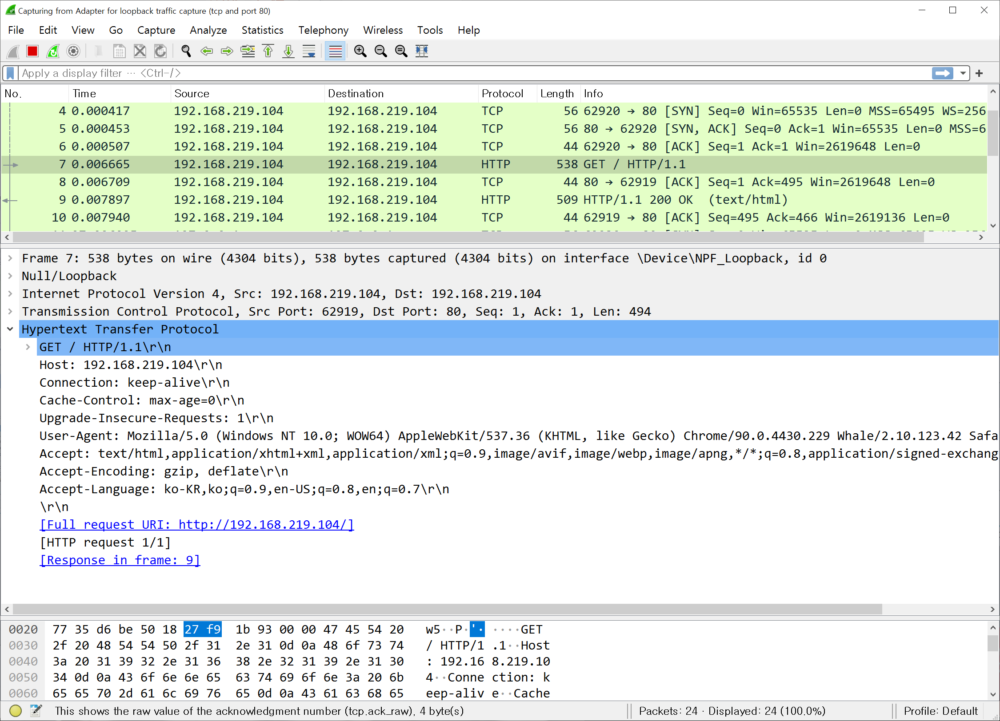 Capturing from Adapter for loopback traffic capture (tcp and port 80)
File Edit View Go Capture Analyze Statistics Telephony Wireless Tools Help
Apply a display filter ··· <Ctrl-/>
No. Time Source Destination Protocol Length Info
4 0.000417 192.168.219.104 192.168.219.104 TCP 56 62920 → 80 [SYN] Seq=0 Win=65535 Len=0 MSS=65495 WS=256
5 0.000453 192.168.219.104 192.168.219.104 TCP 56 80 → 62920 [SYN, ACK] Seq=0 Ack=1 Win=65535 Len=0 MSS=6
6 0.000507 192.168.219.104 192.168.219.104 TCP 44 62920 → 80 [ACK] Seq=1 Ack=1 Win=2619648 Len=0
7 0.006665 192.168.219.104 192.168.219.104 HTTP 538 GET / HTTP/1.1
8 0.006709 192.168.219.104 192.168.219.104 TCP 44 80 → 62919 [ACK] Seq=1 Ack=495 Win=2619648 Len=0
9 0.007897 192.168.219.104 192.168.219.104 HTTP 509 HTTP/1.1 200 OK (text/html)
10 0.007940 192.168.219.104 192.168.219.104 TCP 44 62919 → 80 [ACK] Seq=495 Ack=466 Win=2619136 Len=0
Frame 7: 538 bytes on wire (4304 bits), 538 bytes captured (4304 bits) on interface \Device\NPF_Loopback, id 0
Null/Loopback
Internet Protocol Version 4, Src: 192.168.219.104, Dst: 192.168.219.104
Transmission Control Protocol, Src Port: 62919, Dst Port: 80, Seq: 1, Ack: 1, Len: 494
Hypertext Transfer Protocol
GET / HTTP/1.1\r\n
Host: 192.168.219.104\r\n
Connection: keep-alive\r\n
Cache-Control: max-age=0\r\n
Upgrade-Insecure-Requests: 1\r\n
User-Agent: Mozilla/5.0 (Windows NT 10.0; WOW64) AppleWebKit/537.36 (KHTML, like Gecko) Chrome/90.0.4430.229 Whale/2.10.123.42 Safa
Accept: text/html,application/xhtml+xml,application/xml;q=0.9,image/avif,image/webp,image/apng,*/*;q=0.8,application/signed-exchang
Accept-Encoding: gzip, deflate\r\n
Accept-Language: ko-KR,ko;q=0.9,en-US;q=0.8,en;q=0.7\r\n
\r\n
[Full request URI: http://192.168.219.104/]
[HTTP request 1/1]
[Response in frame: 9]
0020 77 35 d6 be 50 18 27 f9 1b 93 00 00 47 45 54 20 w5··P·'· ····GET
0030 2f 20 48 54 54 50 2f 31 2e 31 0d 0a 48 6f 73 74 / HTTP/1 .1··Host
0040 3a 20 31 39 32 2e 31 36 38 2e 32 31 39 2e 31 30 : 192.16 8.219.10
0050 34 0d 0a 43 6f 6e 6e 65 63 74 69 6f 6e 3a 20 6b 4··Conne ction: k
0060 65 65 70 2d 61 6c 69 76 65 0d 0a 43 61 63 68 65 eep-aliv e··Cache
This shows the raw value of the acknowledgment number (tcp.ack_raw), 4 byte(s) Packets: 24 · Displayed: 24 (100.0%) Profile: Default